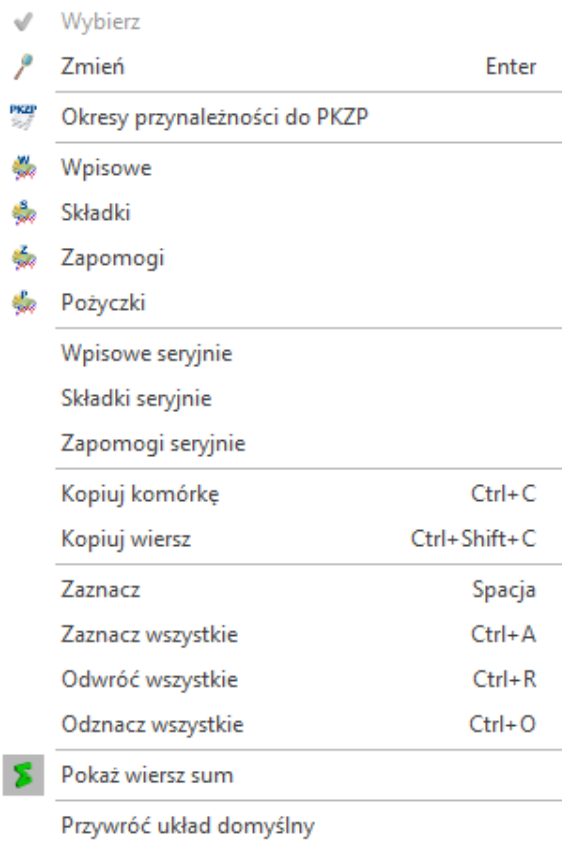 Wybierz
Zmień Enter
PKZP Okresy przynależności do PKZP
W Wpisowe
S Składki
Z Zapomogi
P Pożyczki
Wpisowe seryjnie
Składki seryjnie
Zapomogi seryjnie
Kopiuj komórkę Ctrl+C
Kopiuj wiersz Ctrl+Shift+C
Zaznacz Spacja
Zaznacz wszystkie Ctrl+A
Odwróć wszystkie Ctrl+R
Odznacz wszystkie Ctrl+O
Pokaż wiersz sum
Przywróć układ domyślny